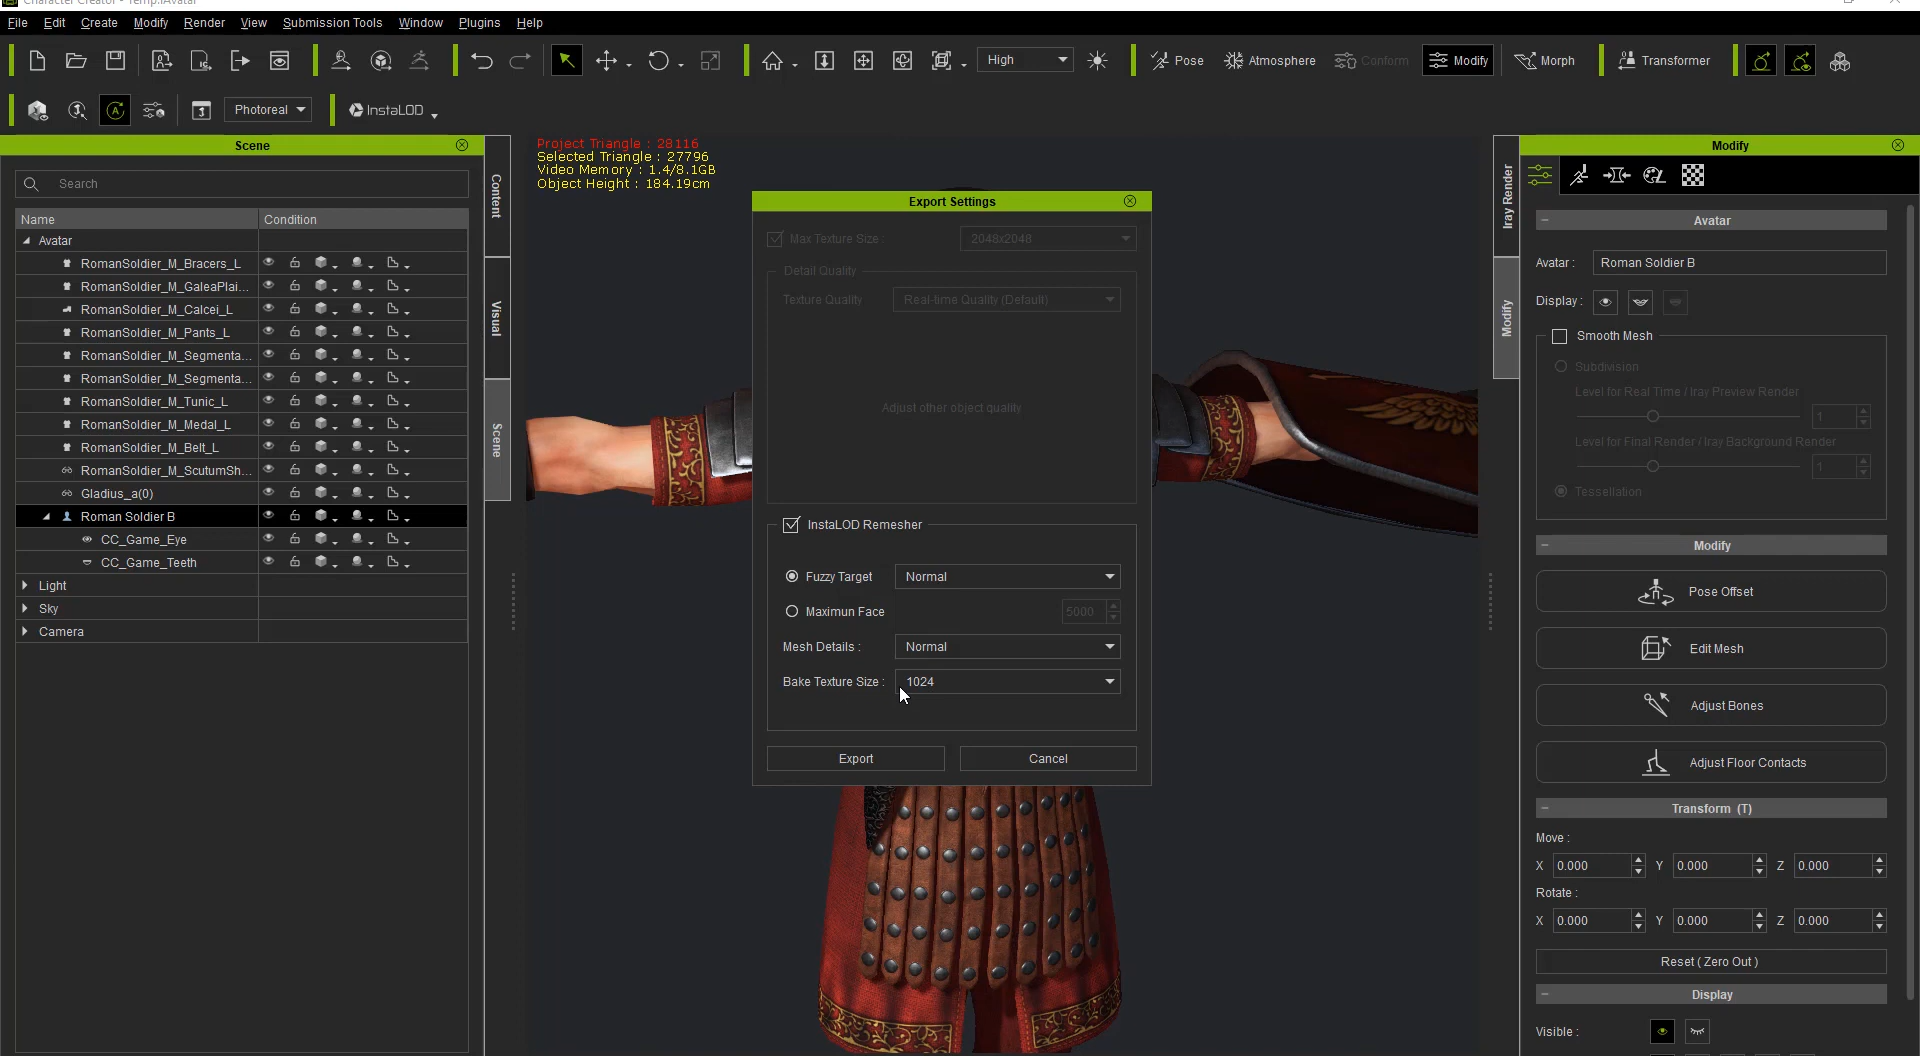 Character Creator - Temp.iAvatar
File Edit Create Modify Render View Submission Tools Window Plugins Help
High Pose Atmosphere Conform Modify Morph Transformer
Photoreal InstaLOD
Scene
Search
Name Condition
Avatar
RomanSoldier_M_Bracers_L
RomanSoldier_M_GaleaPlai...
RomanSoldier_M_Calcei_L
RomanSoldier_M_Pants_L
RomanSoldier_M_Segmenta...
RomanSoldier_M_Segmenta...
RomanSoldier_M_Tunic_L
RomanSoldier_M_Medal_L
RomanSoldier_M_Belt_L
RomanSoldier_M_ScutumSh...
Gladius_a(0)
Roman Soldier B
CC_Game_Eye
CC_Game_Teeth
Light
Sky
Camera
Content
Visual
Scene
Project Triangle : 28116
Selected Triangle : 27796
Video Memory : 1.4/8.1GB
Object Height : 184.19cm
Export Settings
Max Texture Size : 2048x2048
Detail Quality
Texture Quality Real-time Quality (Default)
Adjust other object quality
InstaLOD Remesher
Fuzzy Target Normal
Maximun Face 5000
Mesh Details : Normal
Bake Texture Size : 1024
Export Cancel
Iray Render
Modify
Modify
Avatar
Avatar : Roman Soldier B
Display :
Smooth Mesh
Subdivision
Level for Real Time / Iray Preview Render
1
Level for Final Render / Iray Background Render
1
Tessellation
Modify
Pose Offset
Edit Mesh
Adjust Bones
Adjust Floor Contacts
Transform (T)
Move :
X 0.000 Y 0.000 Z 0.000
Rotate :
X 0.000 Y 0.000 Z 0.000
Reset ( Zero Out )
Display
Visible :